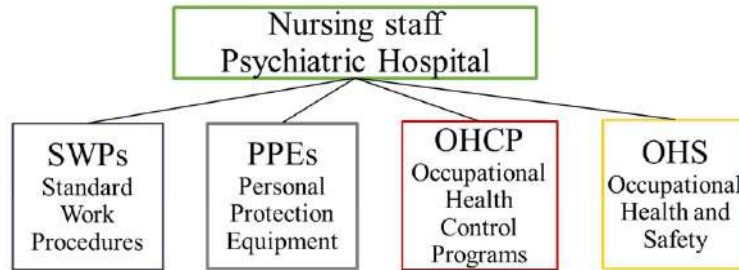 Nursing staff
Psychiatric Hospital
SWPs
Standard
Work
Procedures
PPEs
Personal
Protection
Equipment
OHCP
Occupational
Health
Control
Programs
OHS
Occupational
Health and
Safety